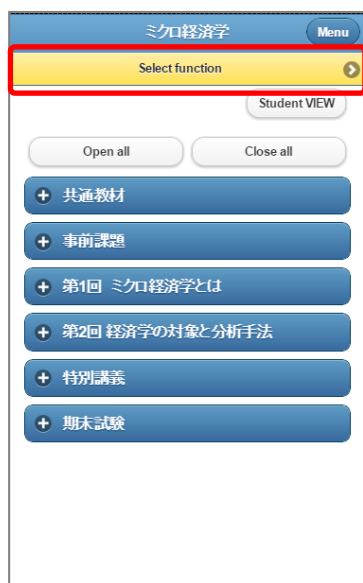 ミクロ経済学 Menu
Select function
Student VIEW
Open all Close all
共通教材
事前課題
第1回 ミクロ経済学とは
第2回 経済学の対象と分析手法
特別講義
期末試験